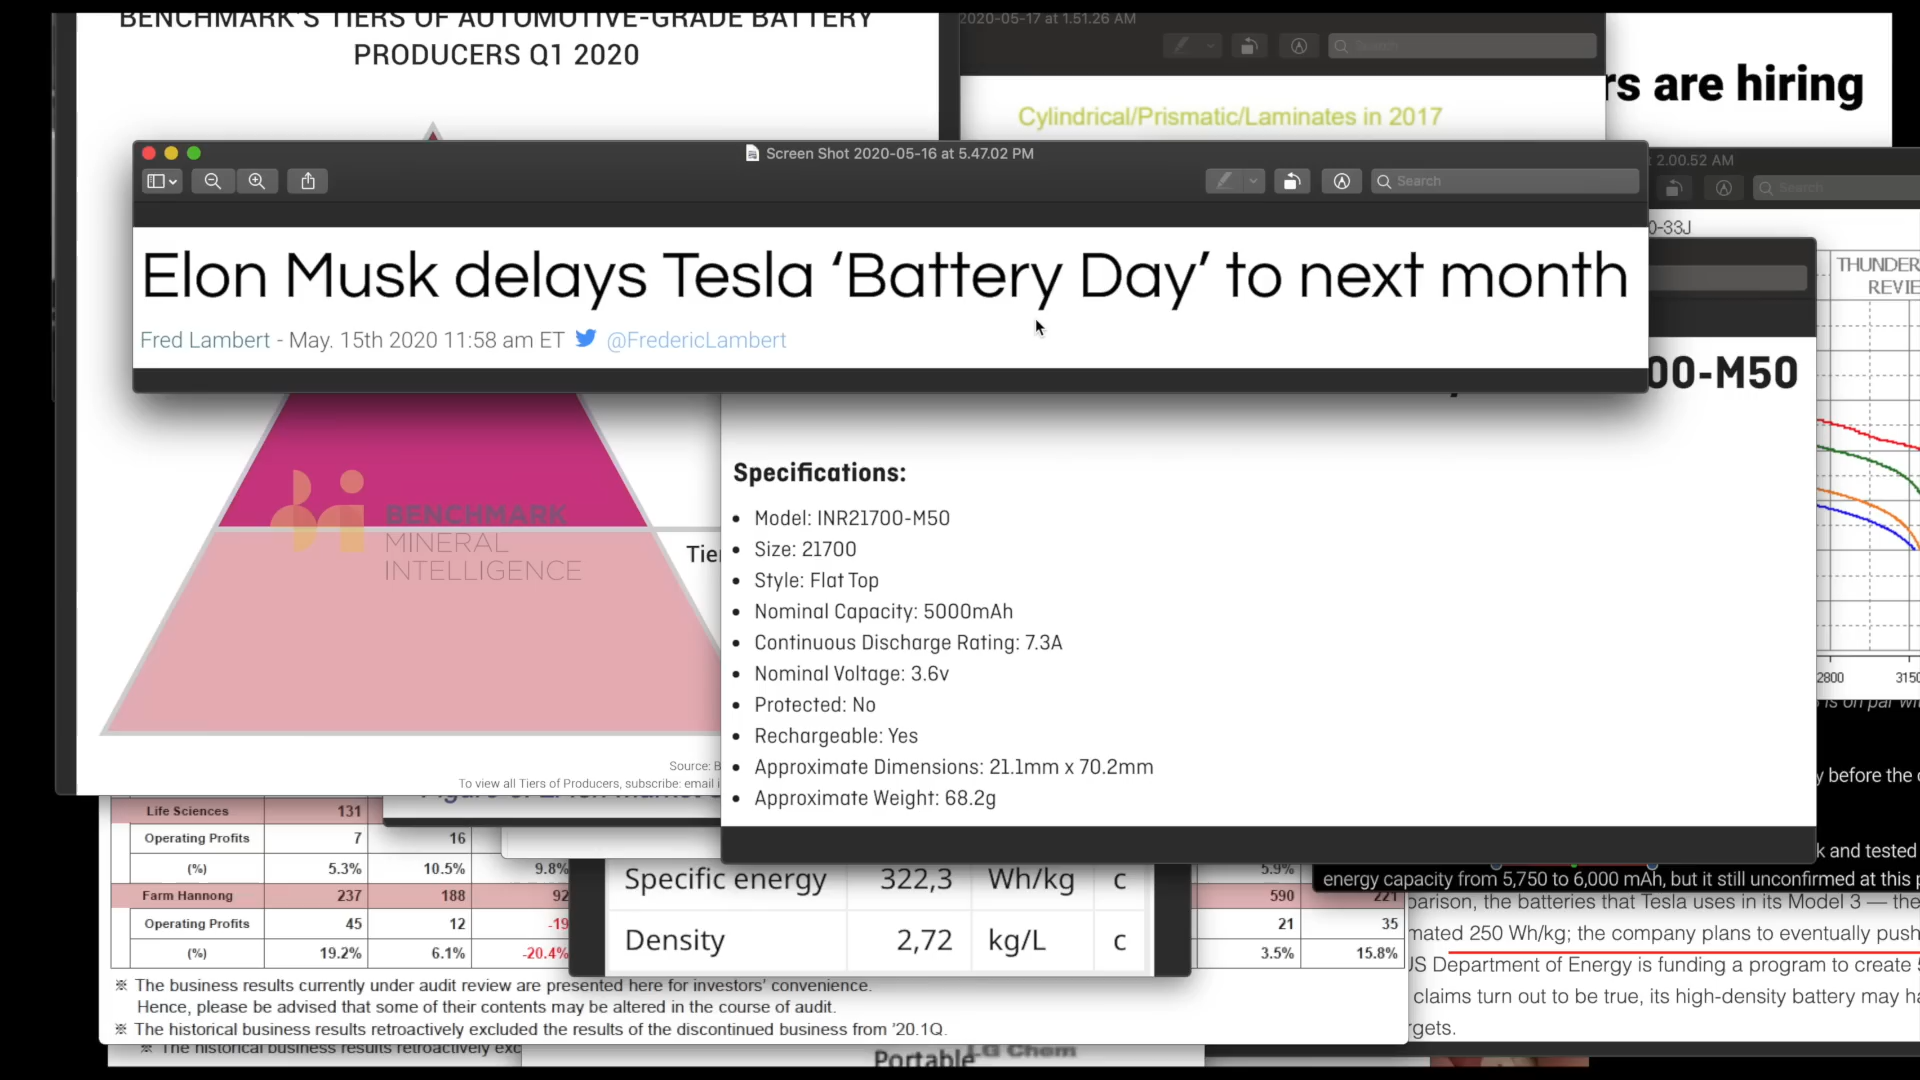 BENCHMARK'S TIERS OF AUTOMOTIVE-GRADE BATTERY
PRODUCERS Q1 2020
2020-05-17 at 1.51.26 AM
Search
Cylindrical/Prismatic/Laminates in 2017
are hiring
Screen Shot 2020-05-16 at 5.47.02 PM
Search
2.00.52 AM
Search
Elon Musk delays Tesla ‘Battery Day’ to next month
Fred Lambert - May. 15th 2020 11:58 am ET @FredericLambert
0-33J
00-M50
BENCHMARK
MINERAL
INTELLIGENCE
Specifications:
• Model: INR21700-M50
• Size: 21700
• Style: Flat Top
• Nominal Capacity: 5000mAh
• Continuous Discharge Rating: 7.3A
• Nominal Voltage: 3.6v
• Protected: No
• Rechargeable: Yes
• Approximate Dimensions: 21.1mm x 70.2mm
• Approximate Weight: 68.2g
2800
Source:
To view all Tiers of Producers, subscribe: email
Life Sciences 131
Operating Profits 7 16
(%) 5.3% 10.5% 9.8% 5.9%
Farm Hannong 237 188 92 590 221
Operating Profits 45 12 -19 21 35
(%) 19.2% 6.1% -20.4% 3.5% 15.8%
※ The business results currently under audit review are presented here for investors’ convenience.
Hence, please be advised that some of their contents may be altered in the course of audit.
※ The historical business results retroactively excluded the results of the discontinued business from ’20.1Q.
※ The historical business results retroactively
Specific energy 322,3 Wh/kg c
Density 2,72 kg/L c
before the
and tested
energy capacity from 5,750 to 6,000 mAh, but it still unconfirmed at this
the batteries that Tesla uses in its Model 3 — the
250 Wh/kg; the company plans to eventually push
Department of Energy is funding a program to create
claims turn out to be true, its high-density battery may
Portable
LG Chem